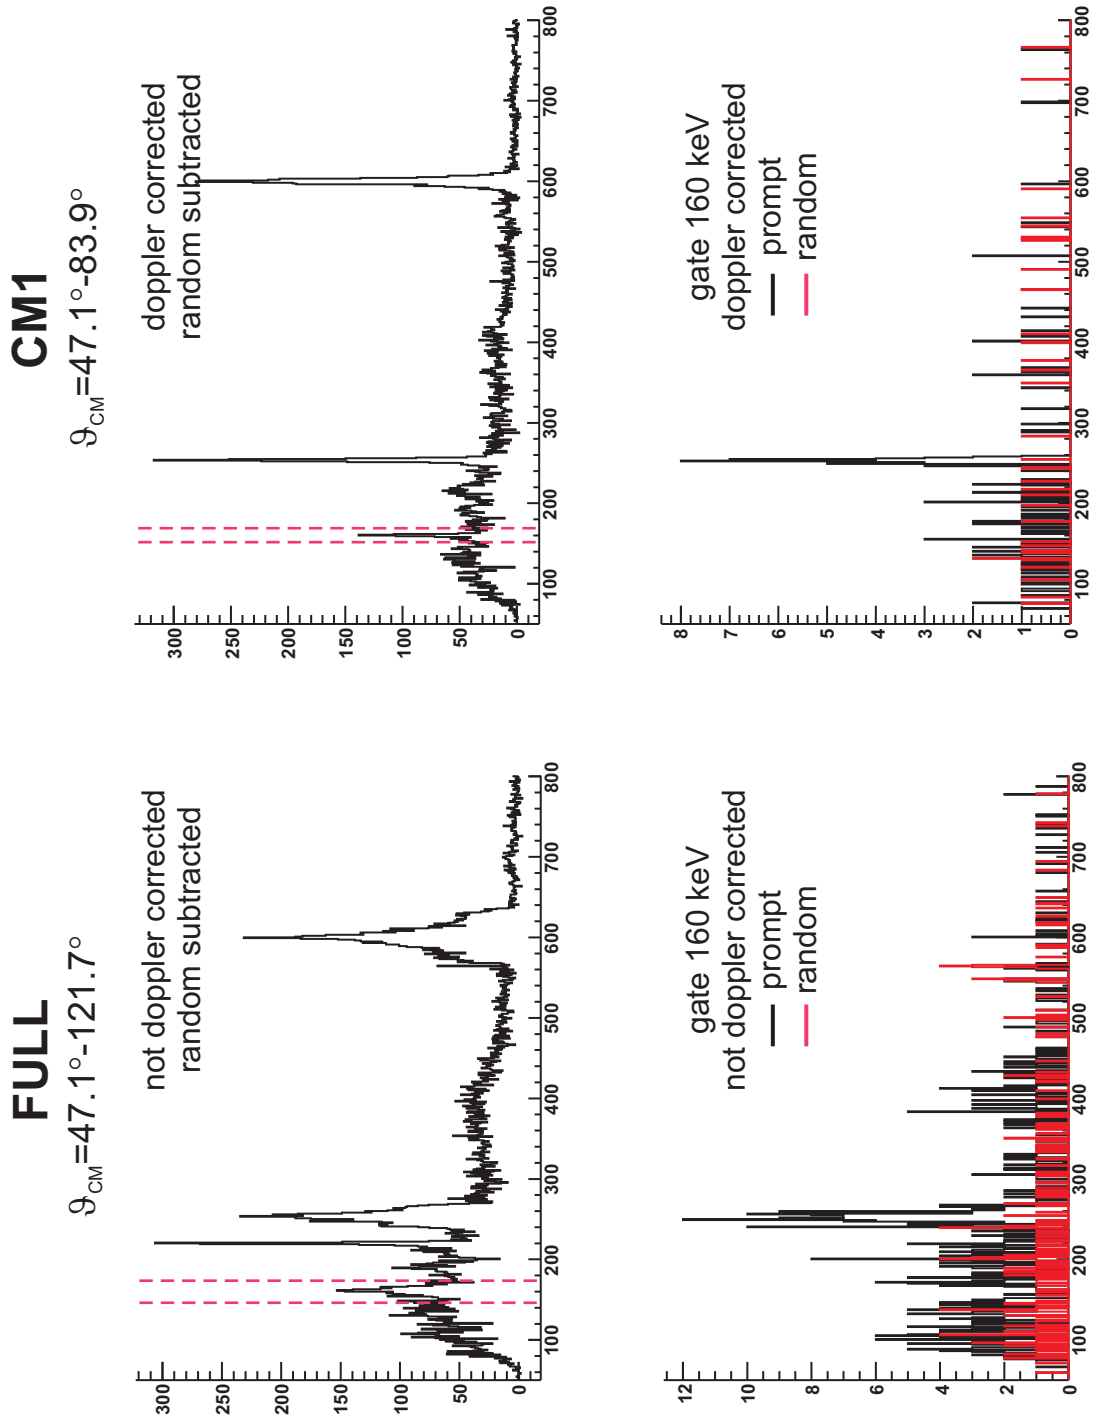 FULL
ϑCM=47.1°-121.7°
not doppler corrected
random subtracted
300
250
200
150
100
50
0
100 200 300 400 500 600 700 800
gate 160 keV
not doppler corrected
prompt
random
12
10
8
6
4
2
0
100 200 300 400 500 600 700 800
CM1
ϑCM=47.1°-83.9°
doppler corrected
random subtracted
300
250
200
150
100
50
0
100 200 300 400 500 600 700 800
gate 160 keV
doppler corrected
prompt
random
8
7
6
5
4
3
2
1
0
100 200 300 400 500 600 700 800